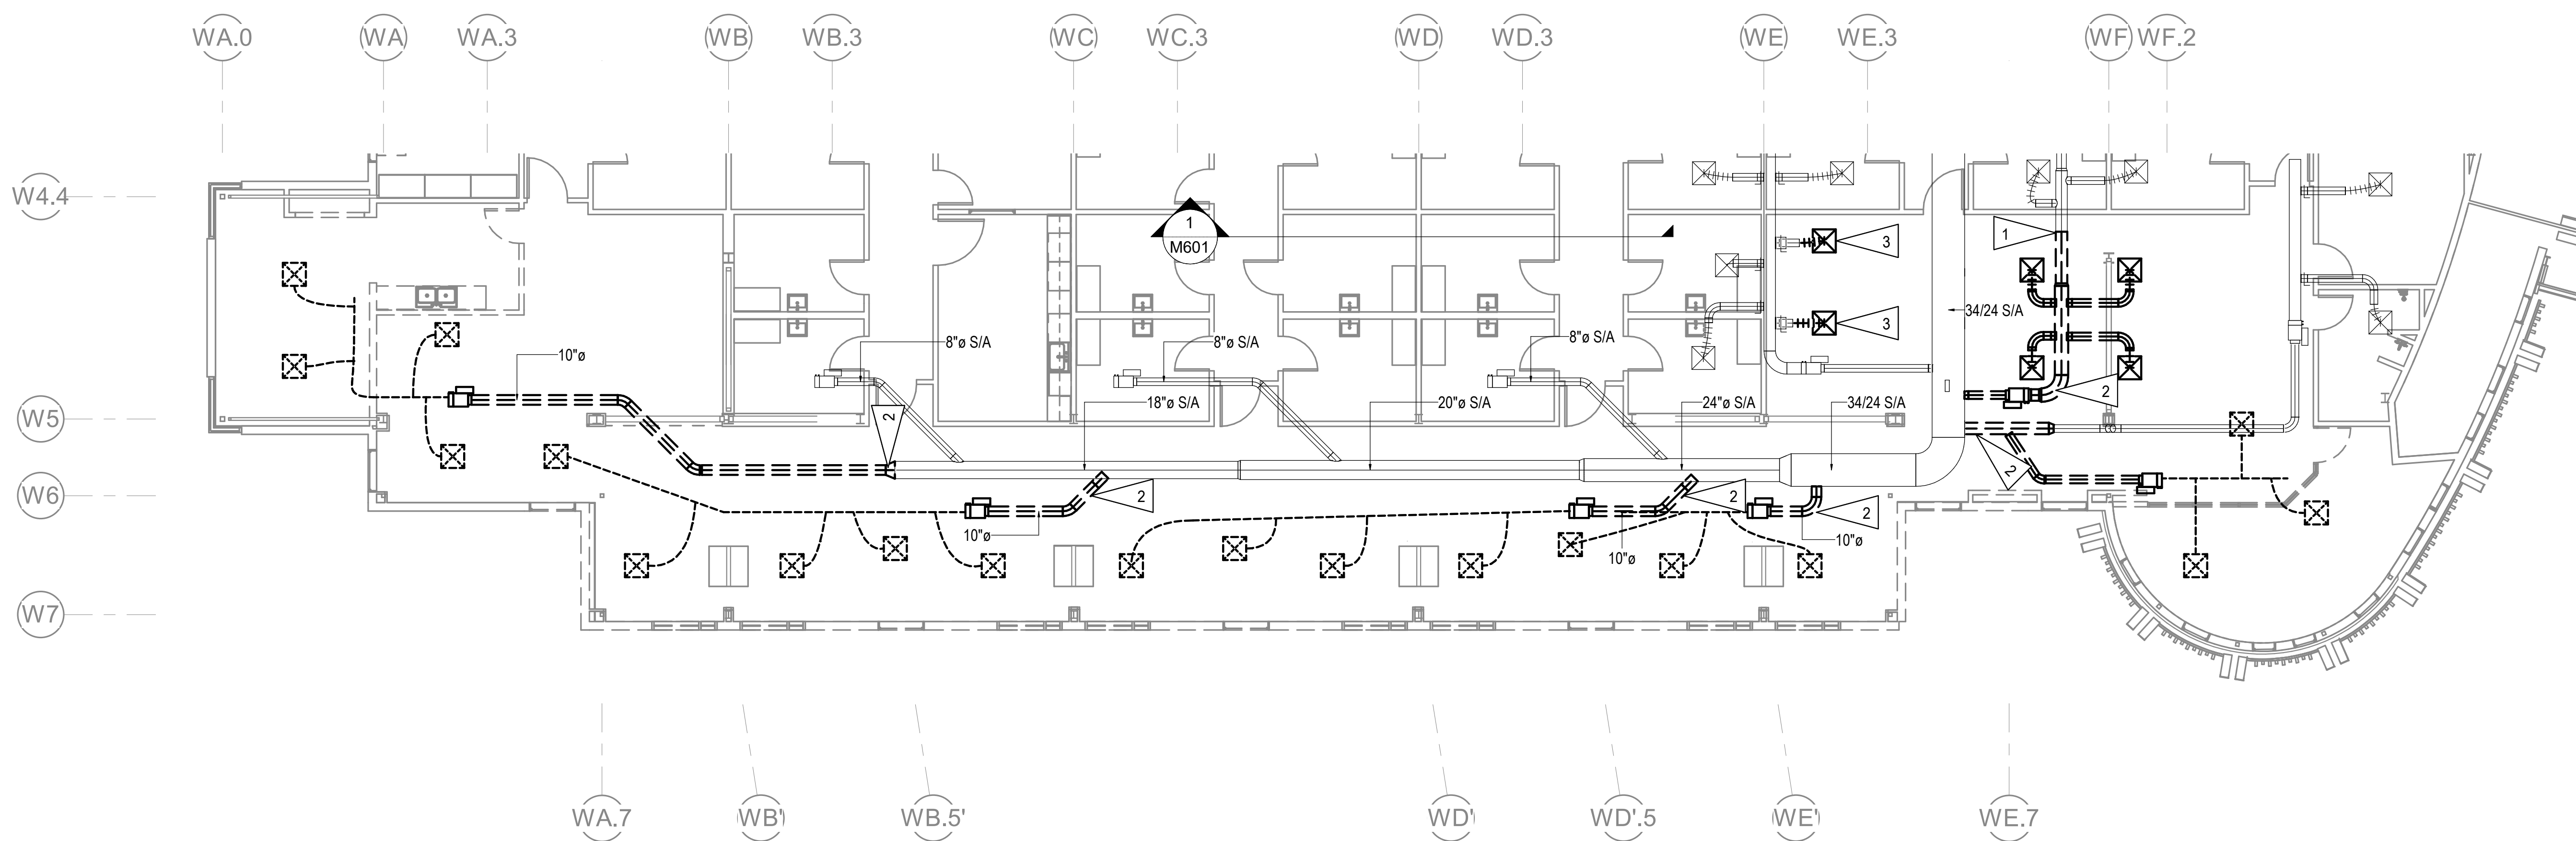 WA.0
WA
WA.3
WB
WB.3
WC
WC.3
WD
WD.3
WE
WE.3
WF
WF.2
W4.4
1
M601
3
1
34/24 S/A
3
8"ø S/A
8"ø S/A
8"ø S/A
10"ø
2
18"ø S/A
20"ø S/A
24"ø S/A
34/24 S/A
2
W5
2
W6
2
2
2
10"ø
10"ø
10"ø
W7
WA.7
WB'
WB.5'
WD'
WD'.5
WE'
WE.7